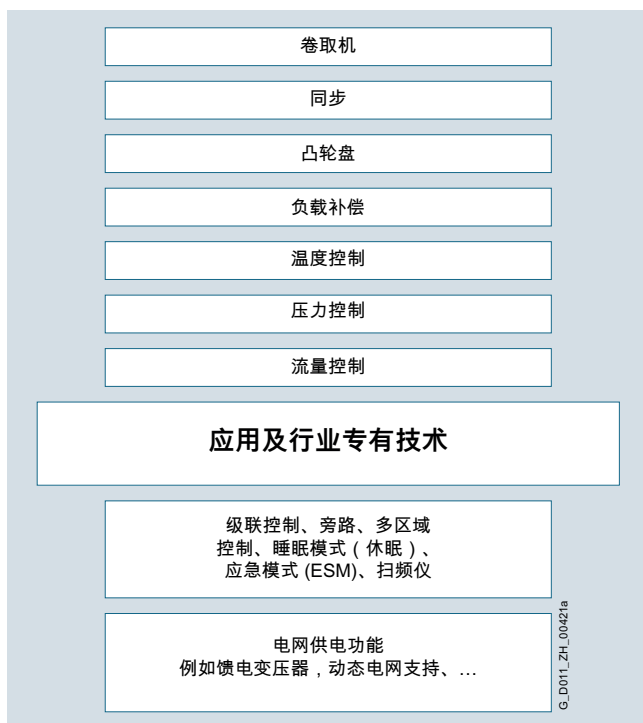 卷取机
同步
凸轮盘
负载补偿
温度控制
压力控制
流量控制
应用及行业专有技术
级联控制、旁路、多区域
控制、睡眠模式（休眠）、
应急模式 (ESM)、扫频仪
电网供电功能
例如馈电变压器，动态电网支持、…
G_D011_ZH_00421a